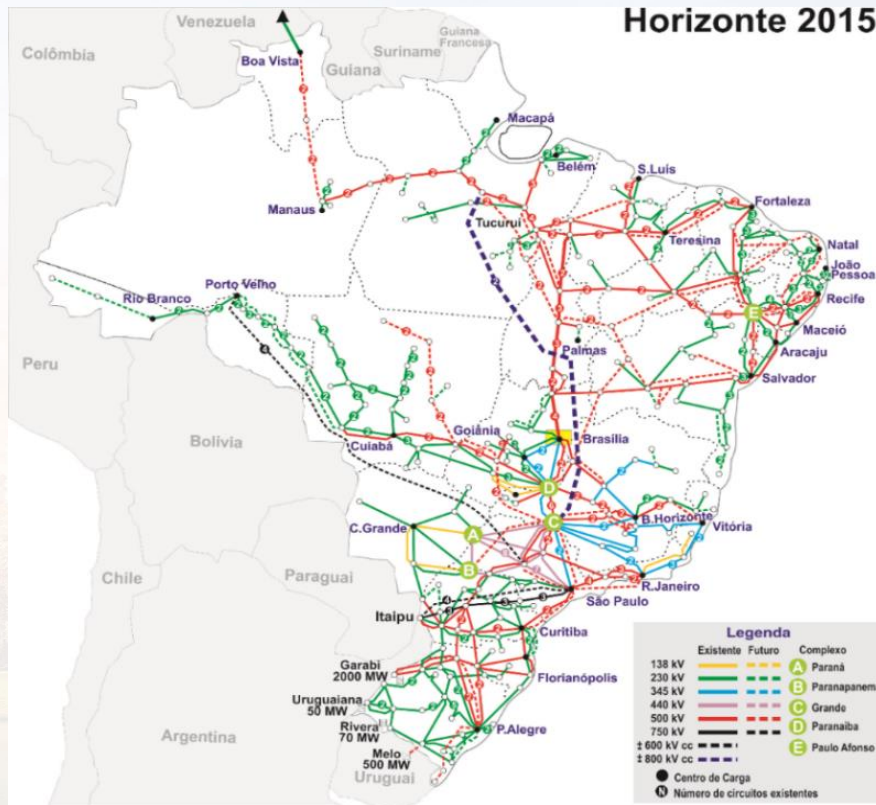 Horizonte 2015
Venezuela
Colômbia
Guiana
Suriname
Guiana
Francesa
Boa Vista
Macapá
Belém
S.Luis
Manaus
Fortaleza
Tucuruí
Teresina
Natal
João
Pessoa
Porto Velho
Rio Branco
Recife
E
Maceió
Palmas
Aracaju
Salvador
Peru
Bolívia
Goiânia
Brasília
Cuiabá
D
C.Grande
A
C
B.Horizonte
Vitória
B
Chile
Paraguai
R.Janeiro
São Paulo
Itaipu
Curitiba
Garabi
2000 MW
Florianópolis
Uruguaiana
50 MW
Rivera
70 MW
P.Alegre
Melo
500 MW
Argentina
Uruguai
Legenda
Existente Futuro Complexo
138 kV A Paraná
230 kV
345 kV B Paranapanem
440 kV C Grande
500 kV D Paranaiba
750 kV
± 600 kV cc E Paulo Afonso
± 800 kV cc
Centro de Carga
N Número de circuitos existentes